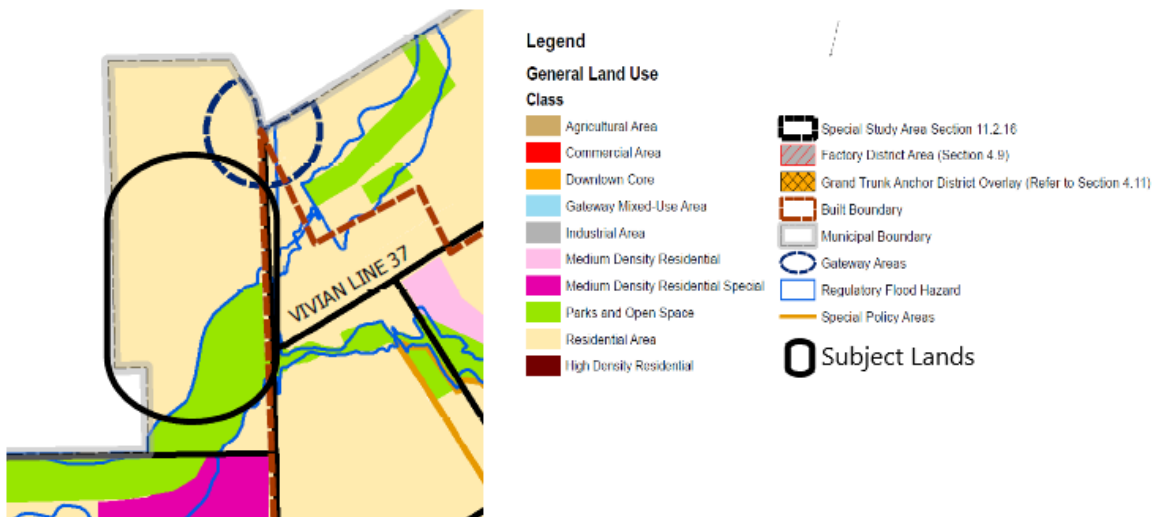 VIVIAN LINE 37
Legend
General Land Use
Class
Agricultural Area
Commercial Area
Downtown Core
Gateway Mixed-Use Area
Industrial Area
Medium Density Residential
Medium Density Residential Special
Parks and Open Space
Residential Area
High Density Residential
Special Study Area Section 11.2.16
Factory District Area (Section 4.9)
Grand Trunk Anchor District Overlay (Refer to Section 4.11)
Built Boundary
Municipal Boundary
Gateway Areas
Regulatory Flood Hazard
Special Policy Areas
Subject Lands